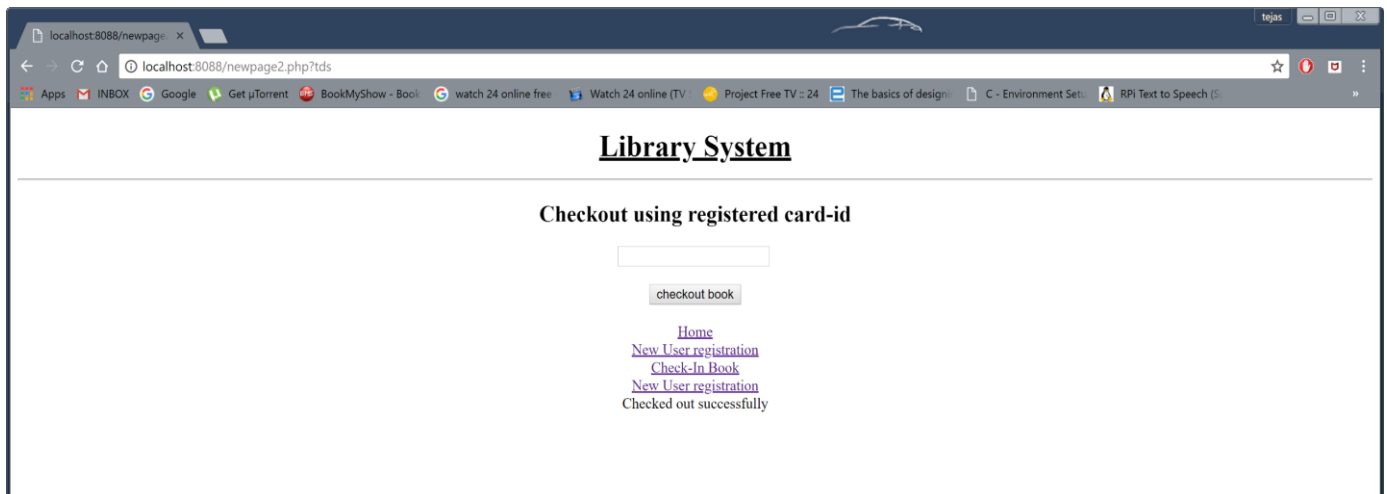 tejas
localhost:8088/newpage
localhost:8088/newpage2.php?tds
Apps INBOX Google Get µTorrent BookMyShow - Book watch 24 online free Watch 24 online (TV Project Free TV :: 24 The basics of design C - Environment Setu RPi Text to Speech (S »
Library System
Checkout using registered card-id
checkout book
Home
New User registration
Check-In Book
New User registration
Checked out successfully